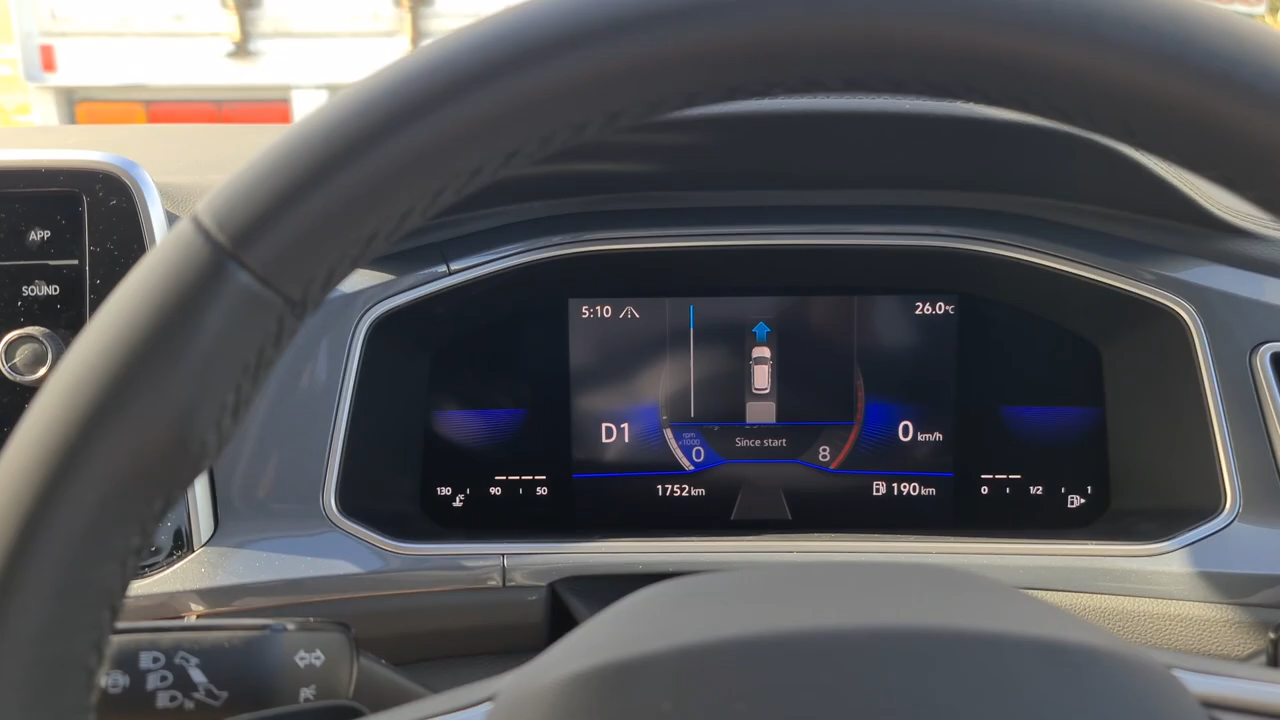 APP
SOUND
5:10
26.0°C
D1
rpm
x1000
0
Since start
8
0 km/h
130
°C
90
50
1752 km
190 km
0
1/2
1